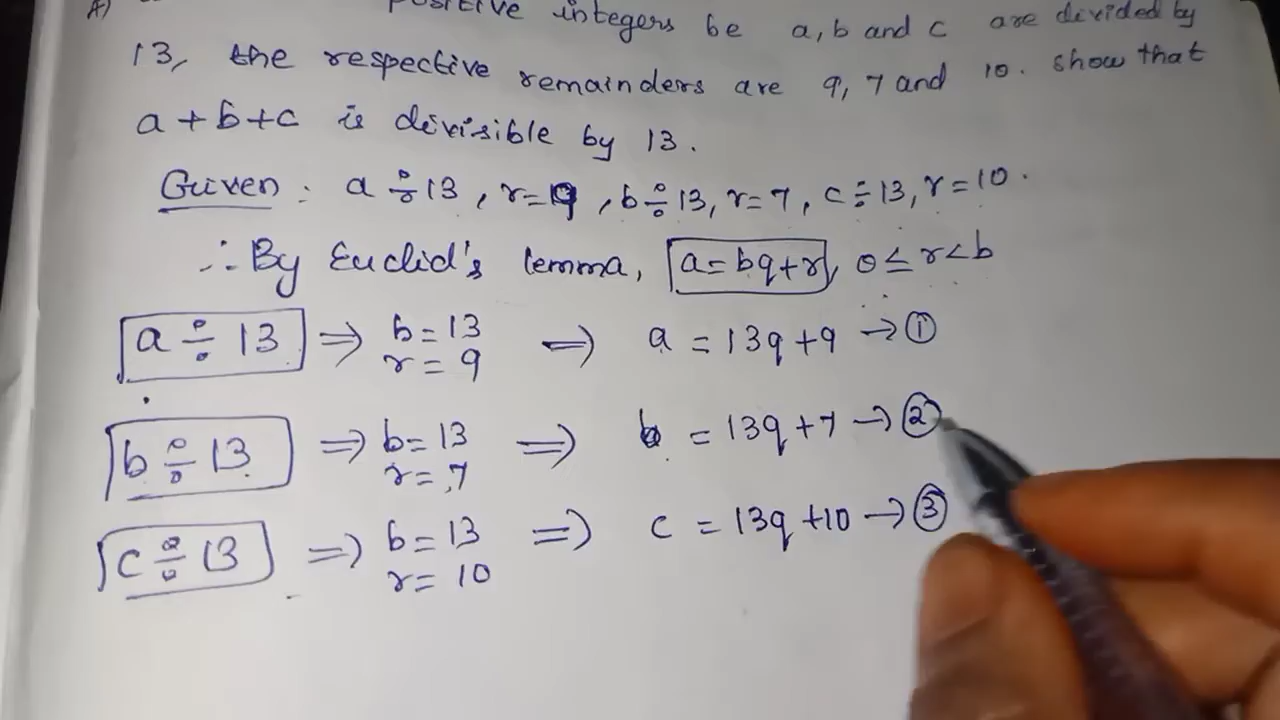 A) positive integers be a, b and c are divided by
13, the respective remainders are 9, 7 and 10. show that
a+b+c is divisible by 13.
Given : a ÷ 13, r=9, b ÷ 13, r=7, c ÷ 13, r=10.
∴ By Euclid's lemma, a=bq+r, 0≤r<b
a ÷ 13 ⇒ b=13 r=9 ⇒ a = 13q+9 → ①
b ÷ 13 ⇒ b=13 r=7 ⇒ b = 13q+7 → ②
c ÷ 13 ⇒ b=13 r=10 ⇒ c = 13q+10 → ③